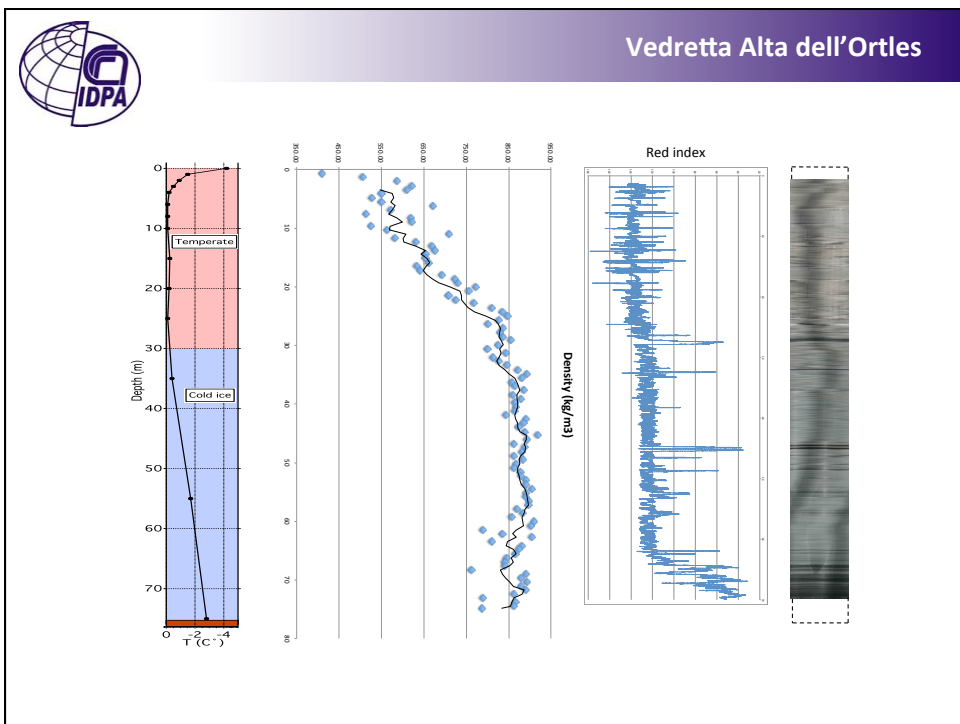 Vedretta Alta dell'Ortles
IDPA
0
10
20
30
40
50
60
70
Depth (m)
Temperate
Cold ice
0 -2 -4
T (C°)
350.00 450.00 550.00 650.00 750.00 850.00 950.00
0
10
20
30
40
50
60
70
80
Density (kg/m3)
Red index